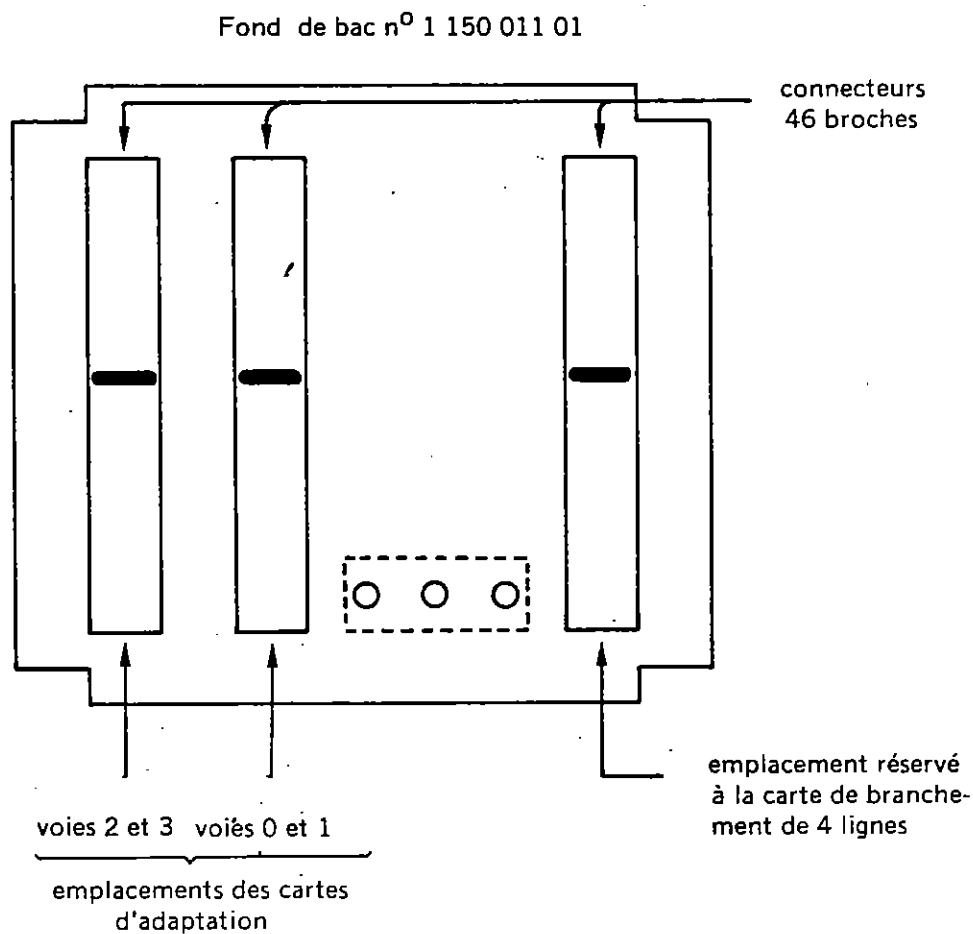 Fond de bac nº 1 150 011 01
connecteurs
46 broches
emplacement réservé
à la carte de branche-
ment de 4 lignes
voies 2 et 3 voies 0 et 1
emplacements des cartes
d'adaptation